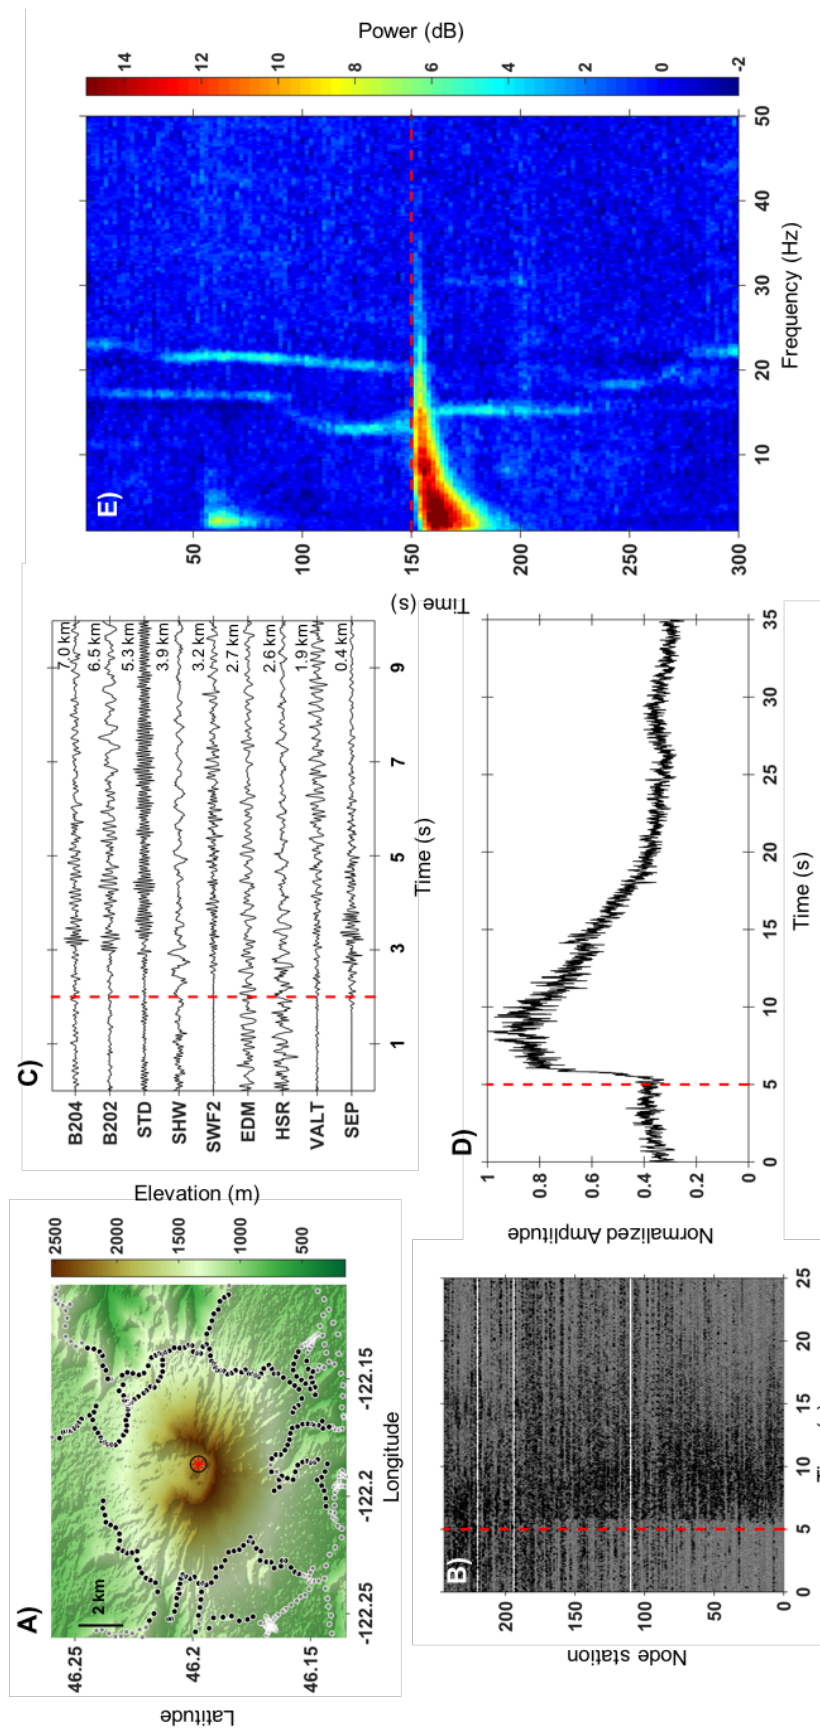 A)
2 km
46.25
46.2
46.15
Latitude
-122.25
-122.2
-122.15
Longitude
Elevation (m)
2500
2000
1500
1000
500
B)
Node station
200
150
100
50
0
0
5
10
15
20
25
C)
B204
B202
STD
SHW
SWF2
EDM
HSR
VALT
SEP
7.0 km
6.5 km
5.3 km
3.9 km
3.2 km
2.7 km
2.6 km
1.9 km
0.4 km
1
3
5
7
9
Time (s)
D)
Normalized Amplitude
1
0.8
0.6
0.4
0.2
0
0
5
10
15
20
25
30
35
Time (s)
E)
Time (s)
50
100
150
200
250
300
10
20
30
40
50
Frequency (Hz)
14
12
10
8
6
4
2
0
-2
Power (dB)